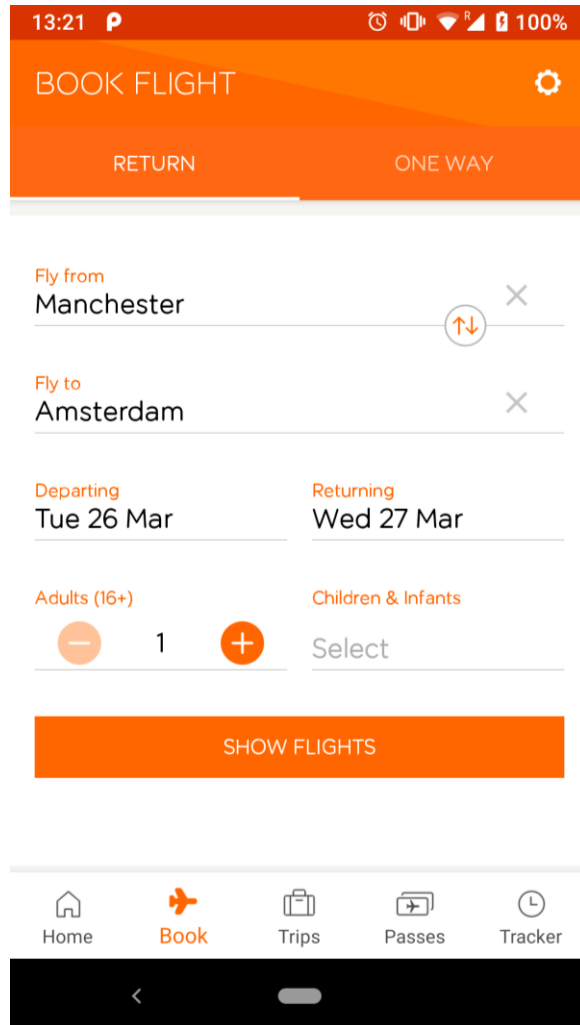 13:21 R 100%
BOOK FLIGHT
RETURN ONE WAY
Fly from
Manchester
Fly to
Amsterdam
Departing Returning
Tue 26 Mar Wed 27 Mar
Adults (16+) Children & Infants
1 Select
SHOW FLIGHTS
Home Book Trips Passes Tracker